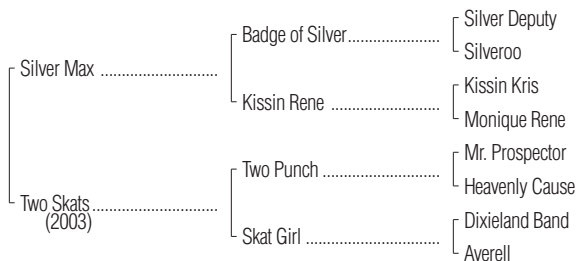 Silver Deputy
Badge of Silver
Silveroo
Silver Max
Kissin Kris
Kissin Rene
Monique Rene
Mr. Prospector
Two Punch
Heavenly Cause
Two Skats
(2003)
Dixieland Band
Skat Girl
Averell